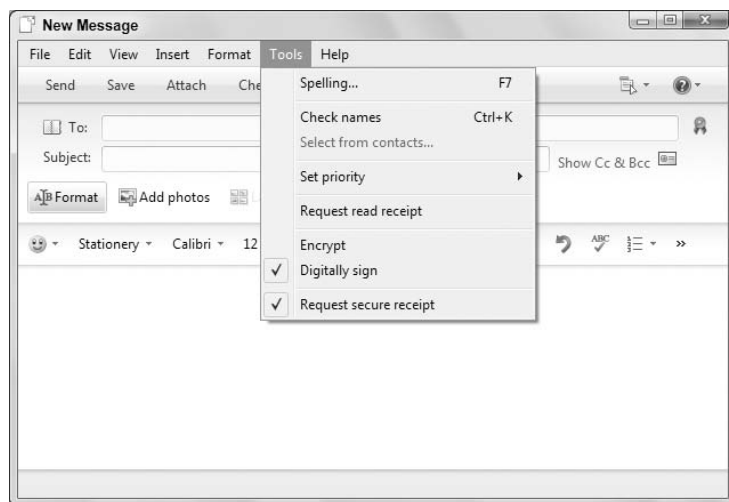 New Message
File Edit View Insert Format Tools Help
Send Save Attach Che
Spelling... F7
Check names Ctrl+K
Select from contacts...
Set priority
Request read receipt
Encrypt
Digitally sign
Request secure receipt
To:
Subject:
Show Cc & Bcc
Format Add photos
Stationery Calibri 12
ABC